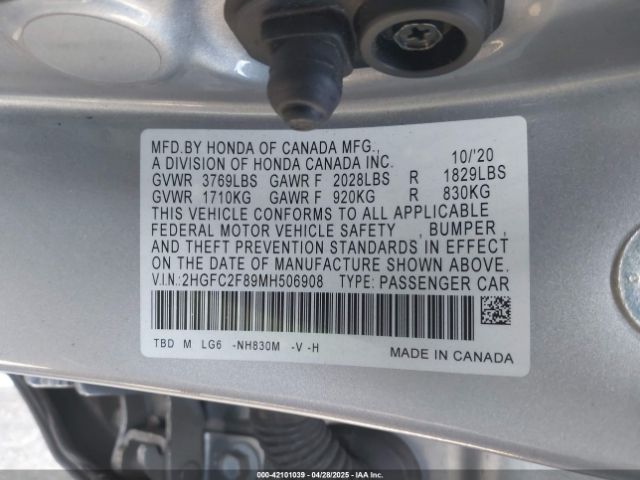 MFD.BY HONDA OF CANADA MFG.,
A DIVISION OF HONDA CANADA INC. 10/'20
GVWR 3769LBS GAWR F 2028LBS R 1829LBS
GVWR 1710KG GAWR F 920KG R 830KG
THIS VEHICLE CONFORMS TO ALL APPLICABLE
FEDERAL MOTOR VEHICLE SAFETY , BUMPER ,
AND THEFT PREVENTION STANDARDS IN EFFECT
ON THE DATE OF MANUFACTURE SHOWN ABOVE.
V.I.N.:2HGFC2F89MH506908 TYPE: PASSENGER CAR
TBD M LG6 -NH830M -V -H
MADE IN CANADA
000-42101039 04/28/2025 - Copyright IAA, Inc.